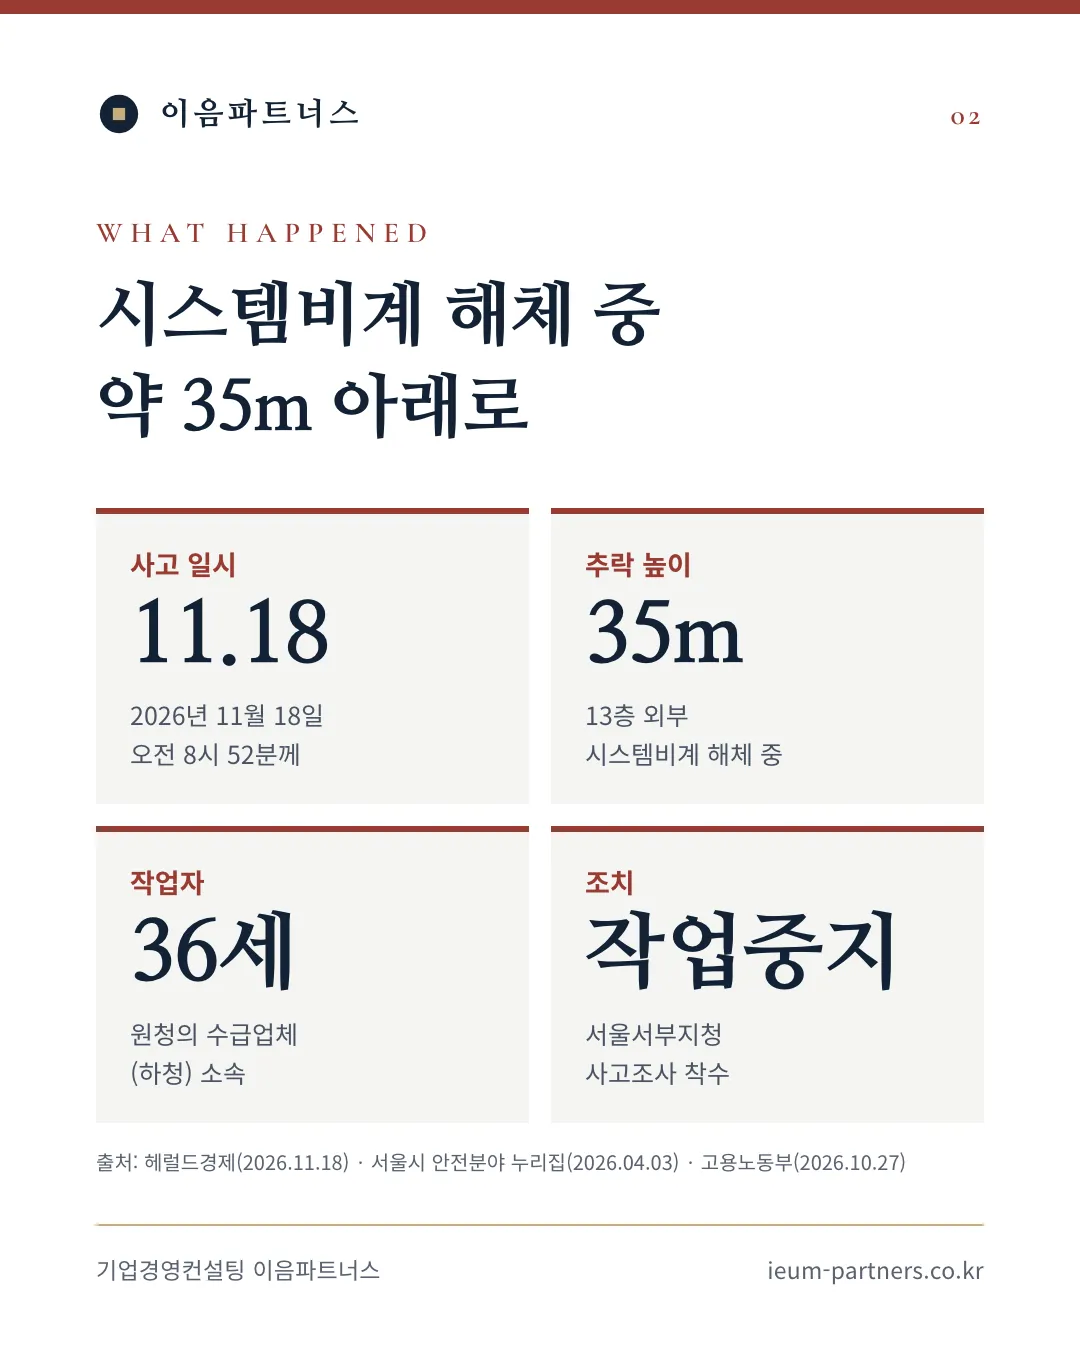 이음파트너스
02
WHAT HAPPENED
시스템비계 해체 중
약 35m 아래로
사고 일시
11.18
2026년 11월 18일
오전 8시 52분께
추락 높이
35m
13층 외부
시스템비계 해체 중
작업자
36세
원청의 수급업체
(하청) 소속
조치
작업중지
서울서부지청
사고조사 착수
출처: 헤럴드경제(2026.11.18) · 서울시 안전분야 누리집(2026.04.03) · 고용노동부(2026.10.27)
기업경영컨설팅 이음파트너스
ieum-partners.co.kr